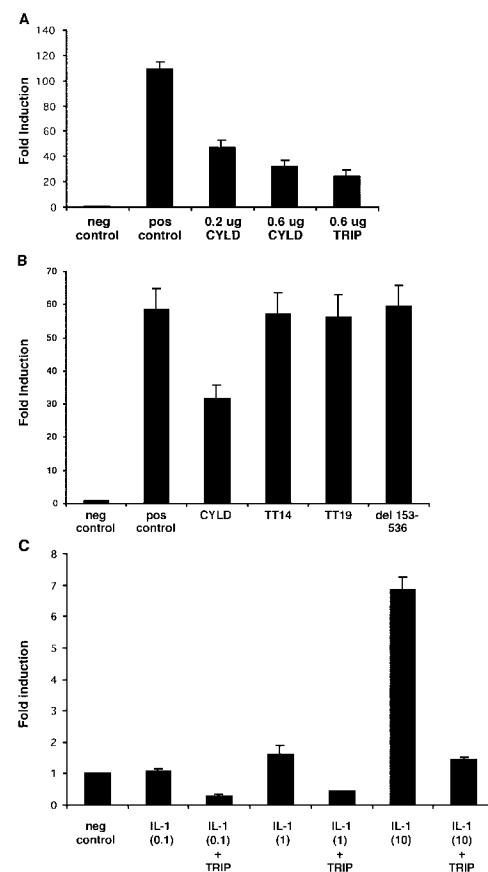 A
Fold Induction
140
120
100
80
60
40
20
0
neg control
pos control
0.2 ug CYLD
0.6 ug CYLD
0.6 ug TRIP
B
Fold Induction
70
60
50
40
30
20
10
0
neg control
pos control
CYLD
TT14
TT19
del 153-536
C
Fold induction
8
7
6
5
4
3
2
1
0
neg control
IL-1 (0.1)
IL-1 (0.1) + TRIP
IL-1 (1)
IL-1 (1) + TRIP
IL-1 (10)
IL-1 (10) + TRIP